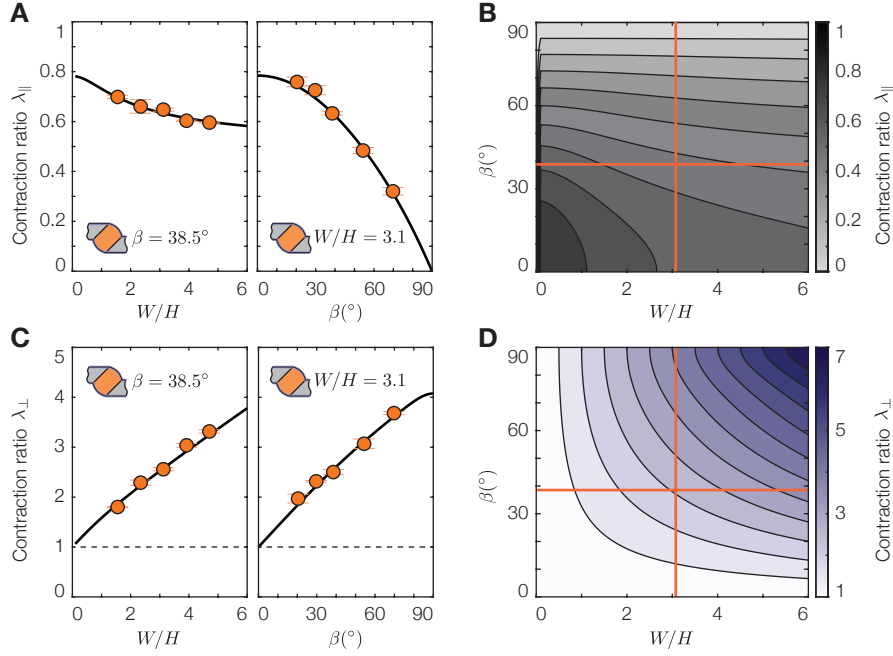 A
Contraction ratio λ∥
1
0.8
0.6
0.4
0.2
0
β = 38.5°
W/H = 3.1
0 2 4 6
0 30 60 90
W/H
β(°)
B
β(°)
90
60
30
0
0 2 4 6
W/H
1
0.8
0.6
0.4
0.2
0
Contraction ratio λ∥
C
Contraction ratio λ⊥
5
4
3
2
1
0
β = 38.5°
W/H = 3.1
0 2 4 6
0 30 60 90
W/H
β(°)
D
β(°)
90
60
30
0
0 2 4 6
W/H
7
5
3
1
Contraction ratio λ⊥